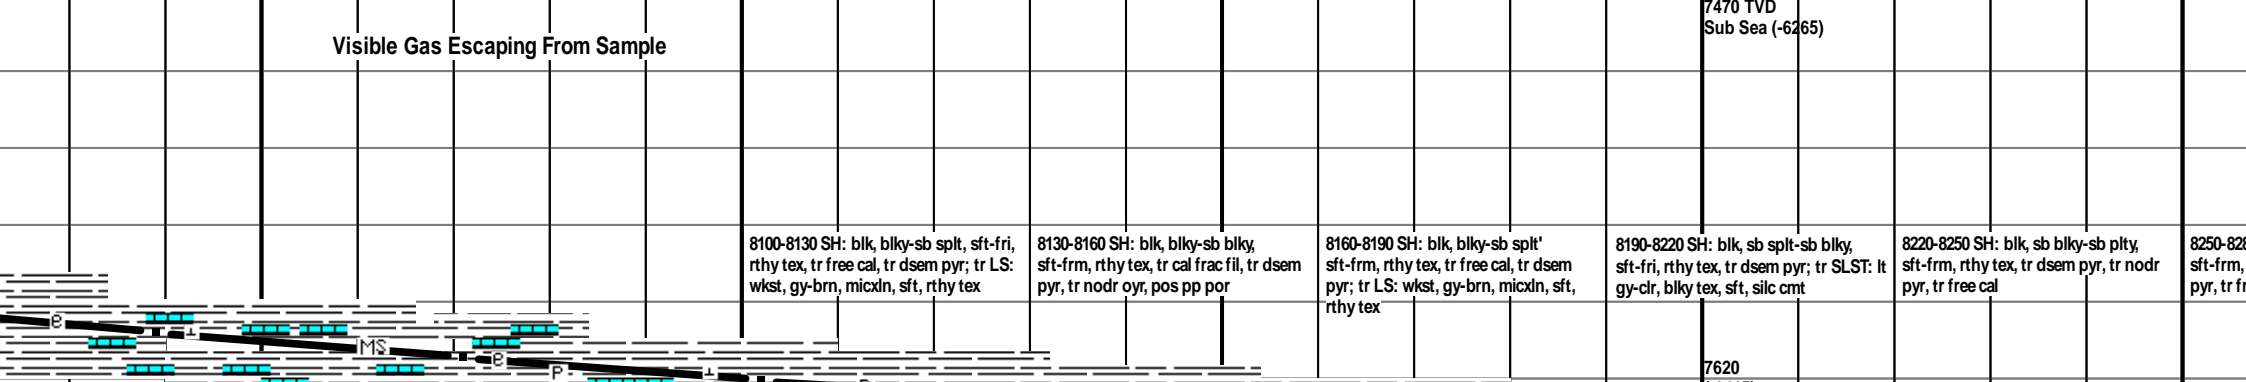 7470 TVD
Sub Sea (-6265)
Visible Gas Escaping From Sample
8100-8130 SH: blk, blky-sb splt, sft-fri,
rthy tex, tr free cal, tr dsem pyr; tr LS:
wkst, gy-brn, micxln, sft, rthy tex
8130-8160 SH: blk, blky-sb blky,
sft-frm, rthy tex, tr cal frac fil, tr dsem
pyr, tr nodr oyr, pos pp por
8160-8190 SH: blk, blky-sb splt'
sft-frm, rthy tex, tr free cal, tr dsem
pyr; tr LS: wkst, gy-brn, micxln, sft,
rthy tex
8190-8220 SH: blk, sb splt-sb blky,
sft-fri, rthy tex, tr dsem pyr; tr SLST: lt
gy-clr, blky tex, sft, silc cmt
8220-8250 SH: blk, sb blky-sb plty,
sft-frm, rthy tex, tr dsem pyr, tr nodr
pyr, tr free cal
8250-828
sft-frm,
pyr, tr
MS
P
7620